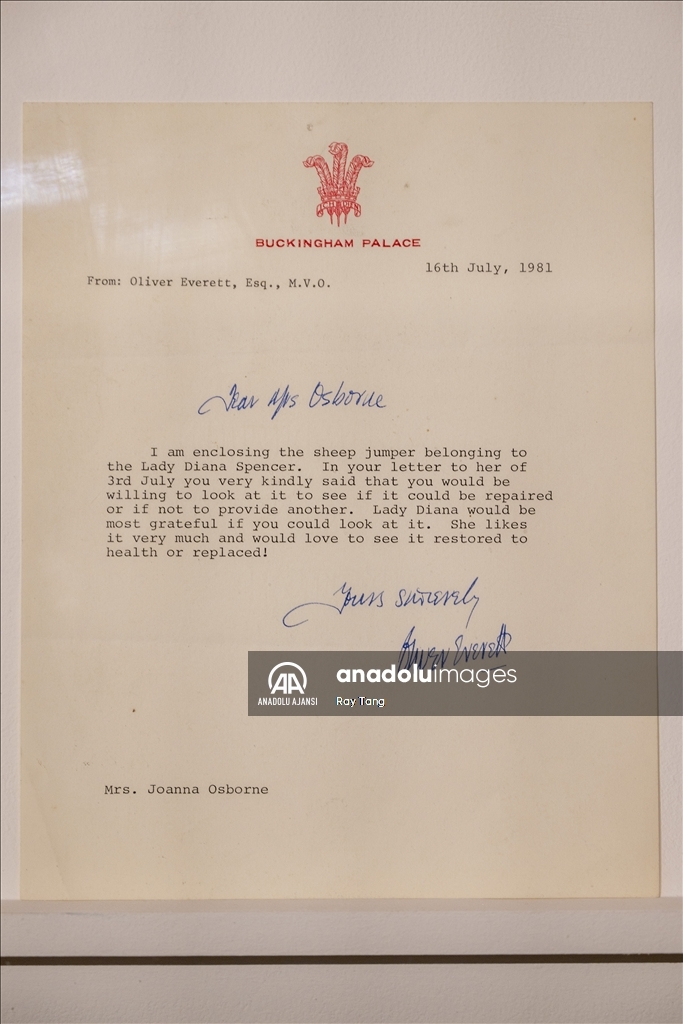 BUCKINGHAM PALACE
16th July, 1981
From: Oliver Everett, Esq., M.V.O.
Dear Mrs Osborne
I am enclosing the sheep jumper belonging to
the Lady Diana Spencer. In your letter to her of
3rd July you very kindly said that you would be
willing to look at it to see if it could be repaired
or if not to provide another. Lady Diana would be
most grateful if you could look at it. She likes
it very much and would love to see it restored to
health or replaced!
Yours sincerely
Oliver Everett
AA
ANADOLU AJANSI
anadoluimages
Ray Tang
Mrs. Joanna Osborne